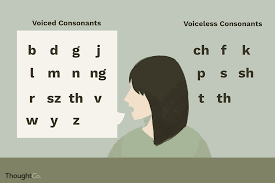 Voiced Consonants
b d g j
l m n ng
r sz th v
w y z
Voiceless Consonants
ch f k
p s sh
t th
ThoughtCo.